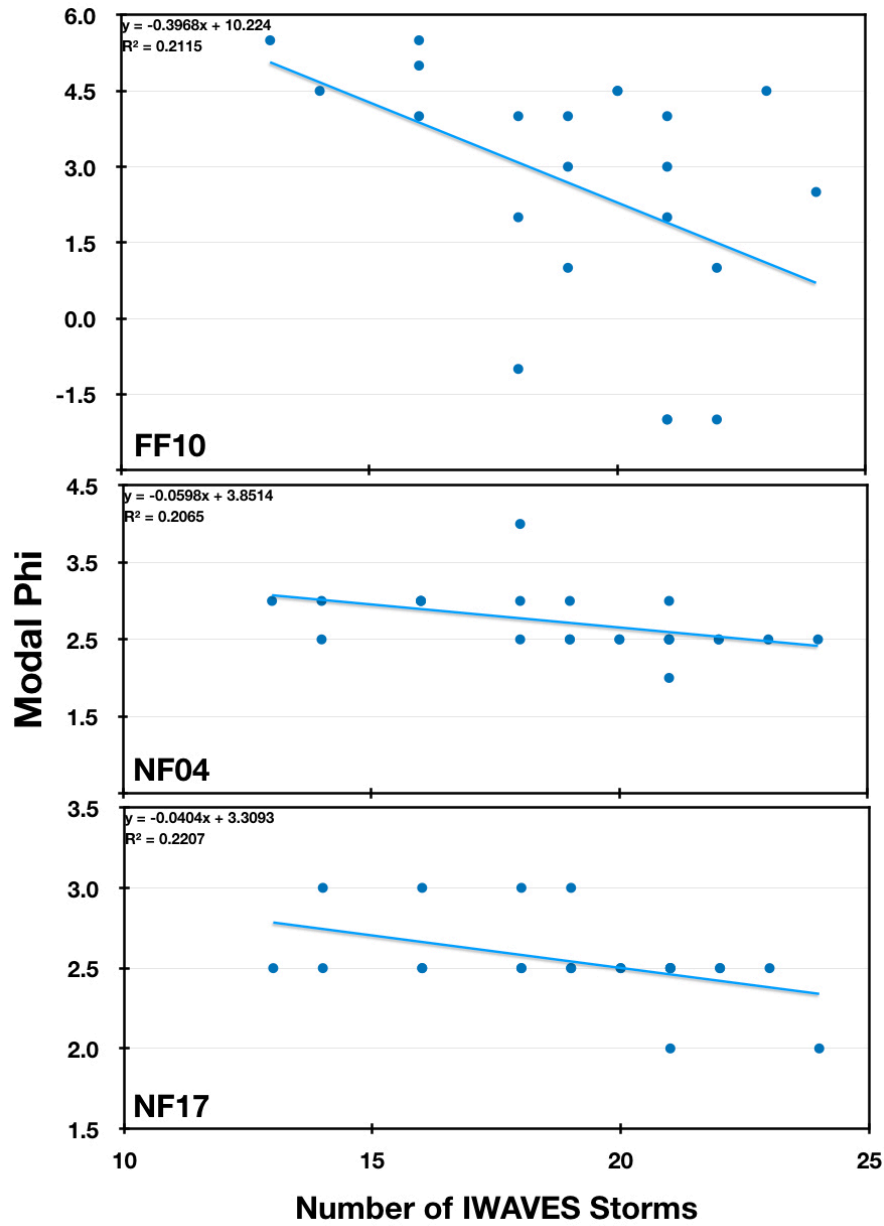 y = -0.3968x + 10.224
R² = 0.2115
6.0
4.5
3.0
1.5
0.0
-1.5
FF10
y = -0.0598x + 3.8514
R² = 0.2065
4.5
3.5
2.5
1.5
NF04
Modal Phi
y = -0.0404x + 3.3093
R² = 0.2207
3.5
3.0
2.5
2.0
1.5
NF17
10 15 20 25
Number of IWAVES Storms